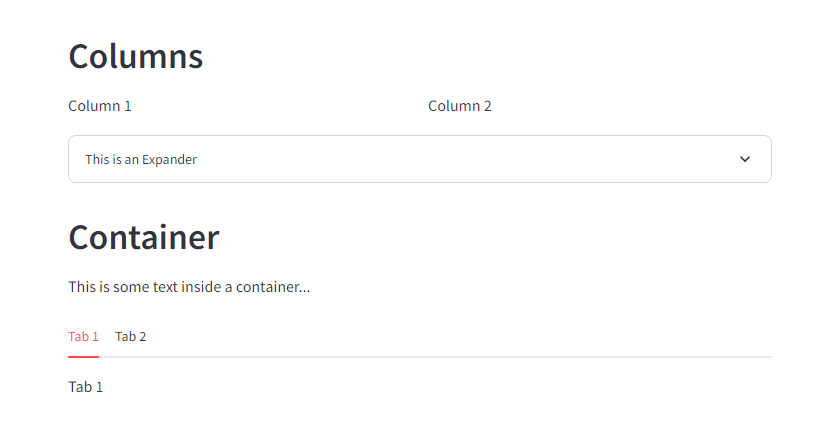 Columns
Column 1 Column 2
This is an Expander
Container
This is some text inside a container...
Tab 1 Tab 2
Tab 1